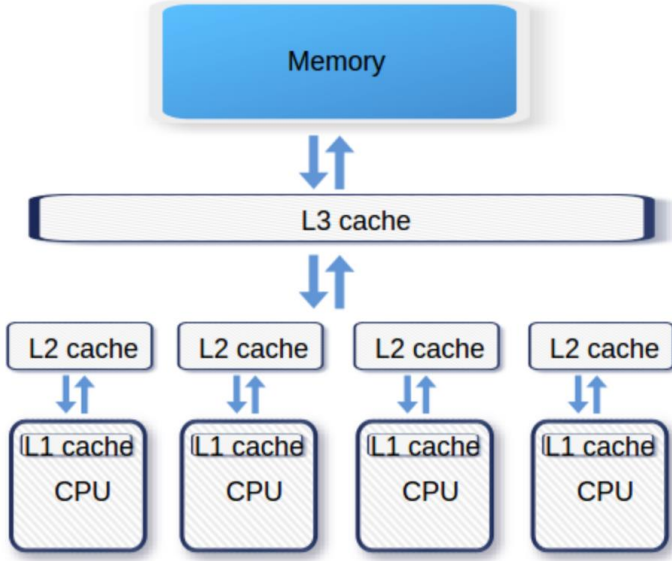 Memory
L3 cache
L2 cache L2 cache L2 cache L2 cache
L1 cache L1 cache L1 cache L1 cache
CPU CPU CPU CPU